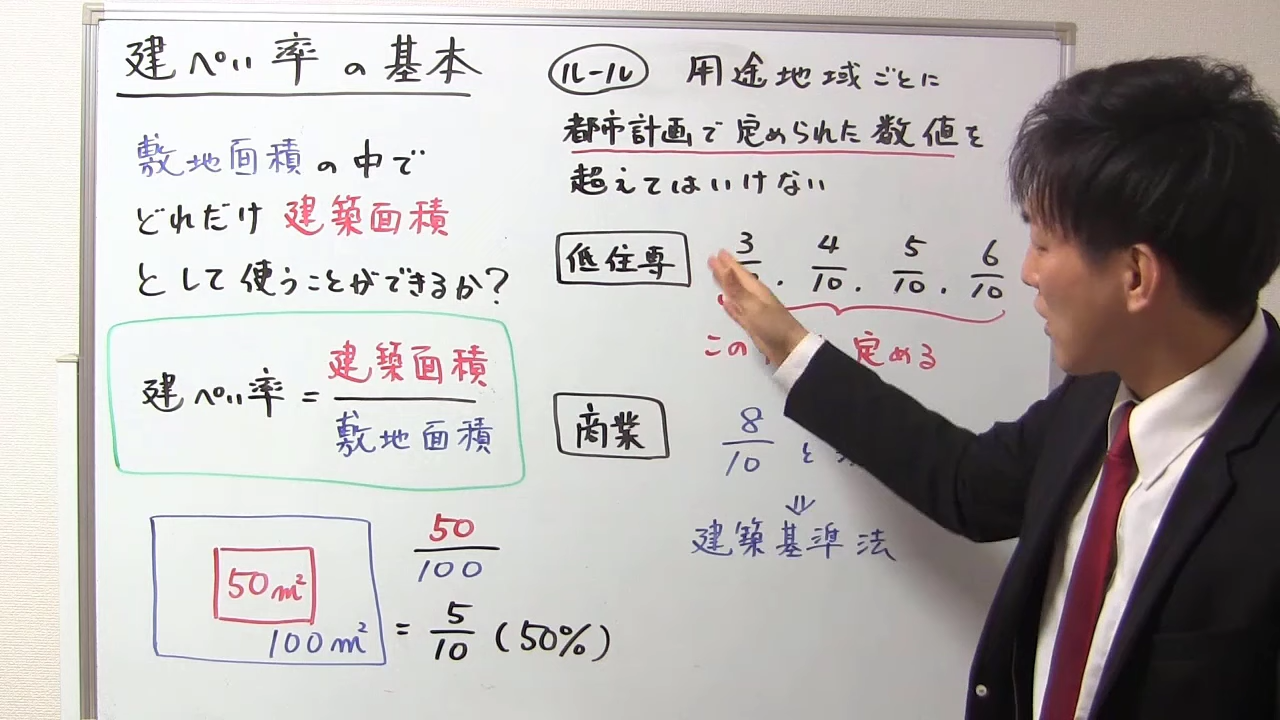 建ぺい率の基本
敷地面積の中で
どれだけ建築面積
として使うことができるか?
建ぺい率 = 建築面積
敷地面積
50m²
100m²
50
100
= 5/10 (50%)
ルール 用途地域ごとに
都市計画で定められた数値を
超えてはいけない
低住専 3 . 4/10 . 5/10 . 6/10
この 定める
商業 8/10 と
⇓
建築基準法